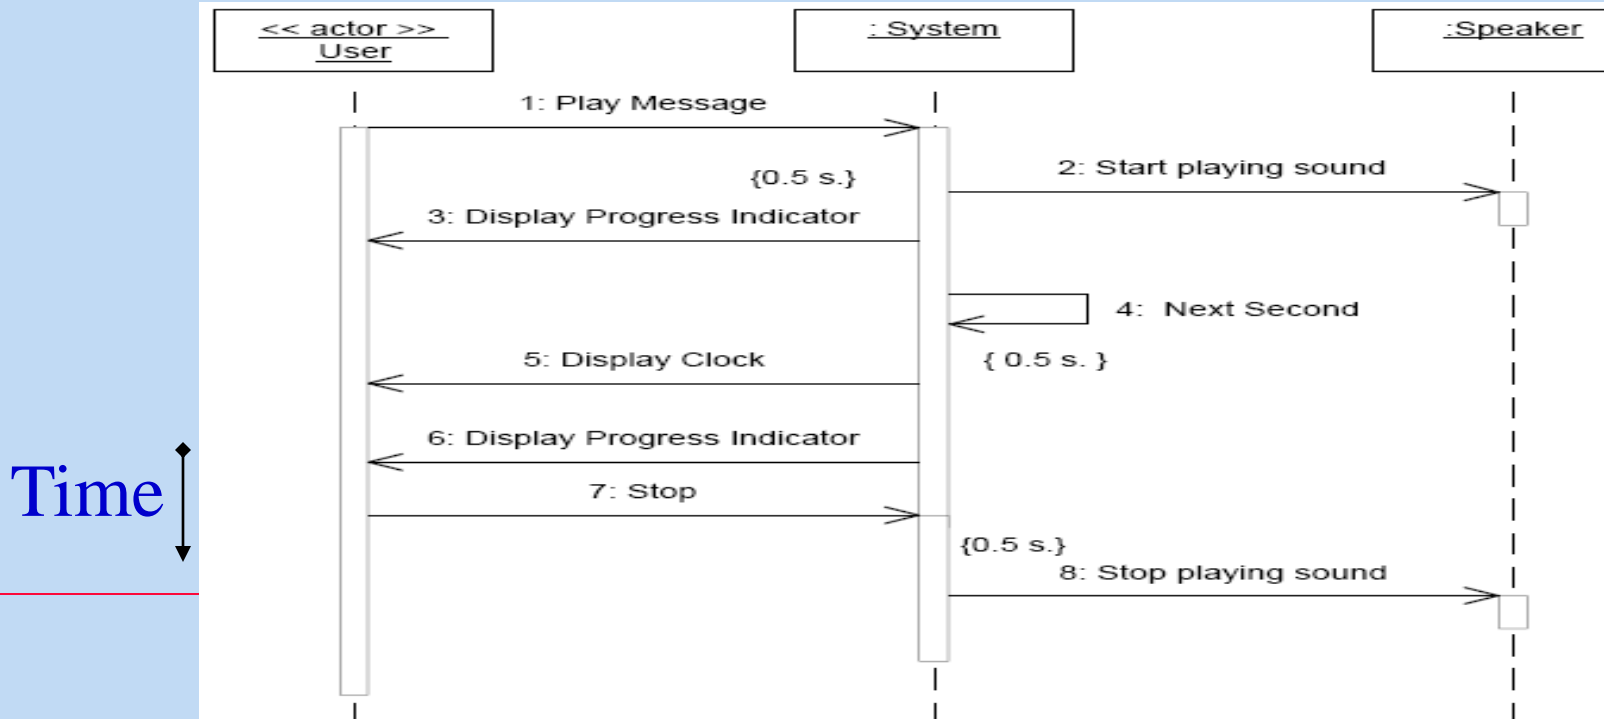 << actor >>
User
: System
:Speaker
1: Play Message
2: Start playing sound
{0.5 s.}
3: Display Progress Indicator
4: Next Second
5: Display Clock
{ 0.5 s. }
6: Display Progress Indicator
Time
7: Stop
{0.5 s.}
8: Stop playing sound